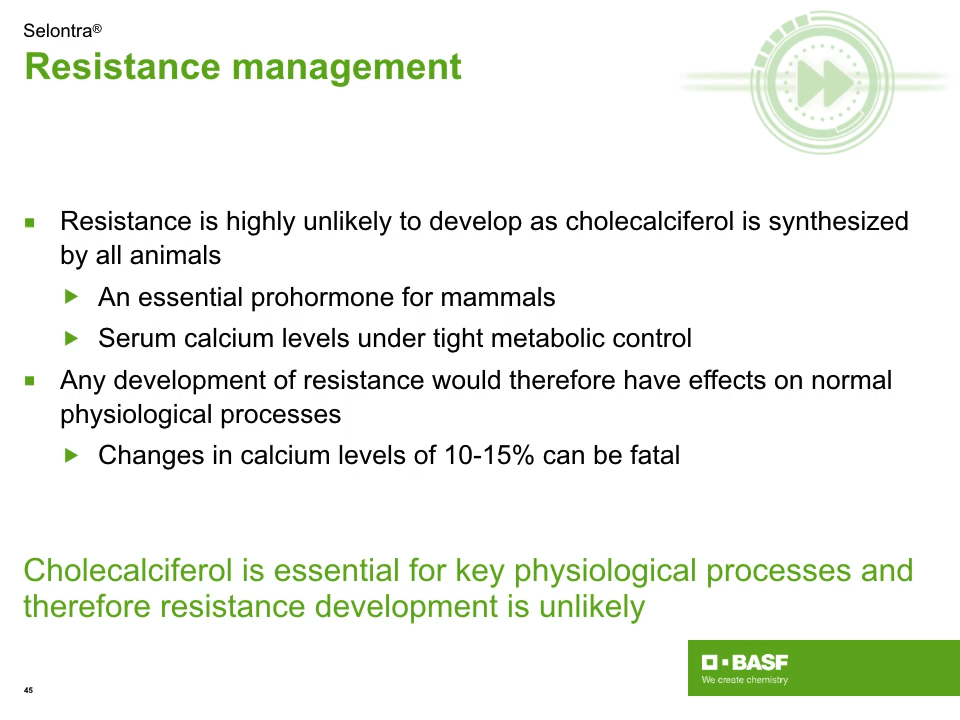 Selontra®
Resistance management
Resistance is highly unlikely to develop as cholecalciferol is synthesized
by all animals
An essential prohormone for mammals
Serum calcium levels under tight metabolic control
Any development of resistance would therefore have effects on normal
physiological processes
Changes in calcium levels of 10-15% can be fatal
Cholecalciferol is essential for key physiological processes and
therefore resistance development is unlikely
BASF
We create chemistry
45